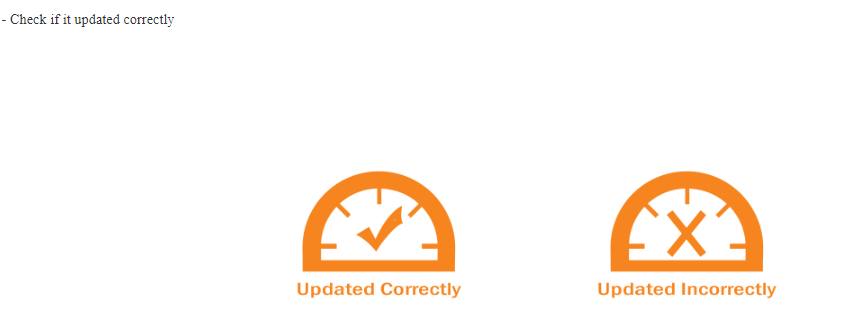 - Check if it updated correctly
Updated Correctly
Updated Incorrectly